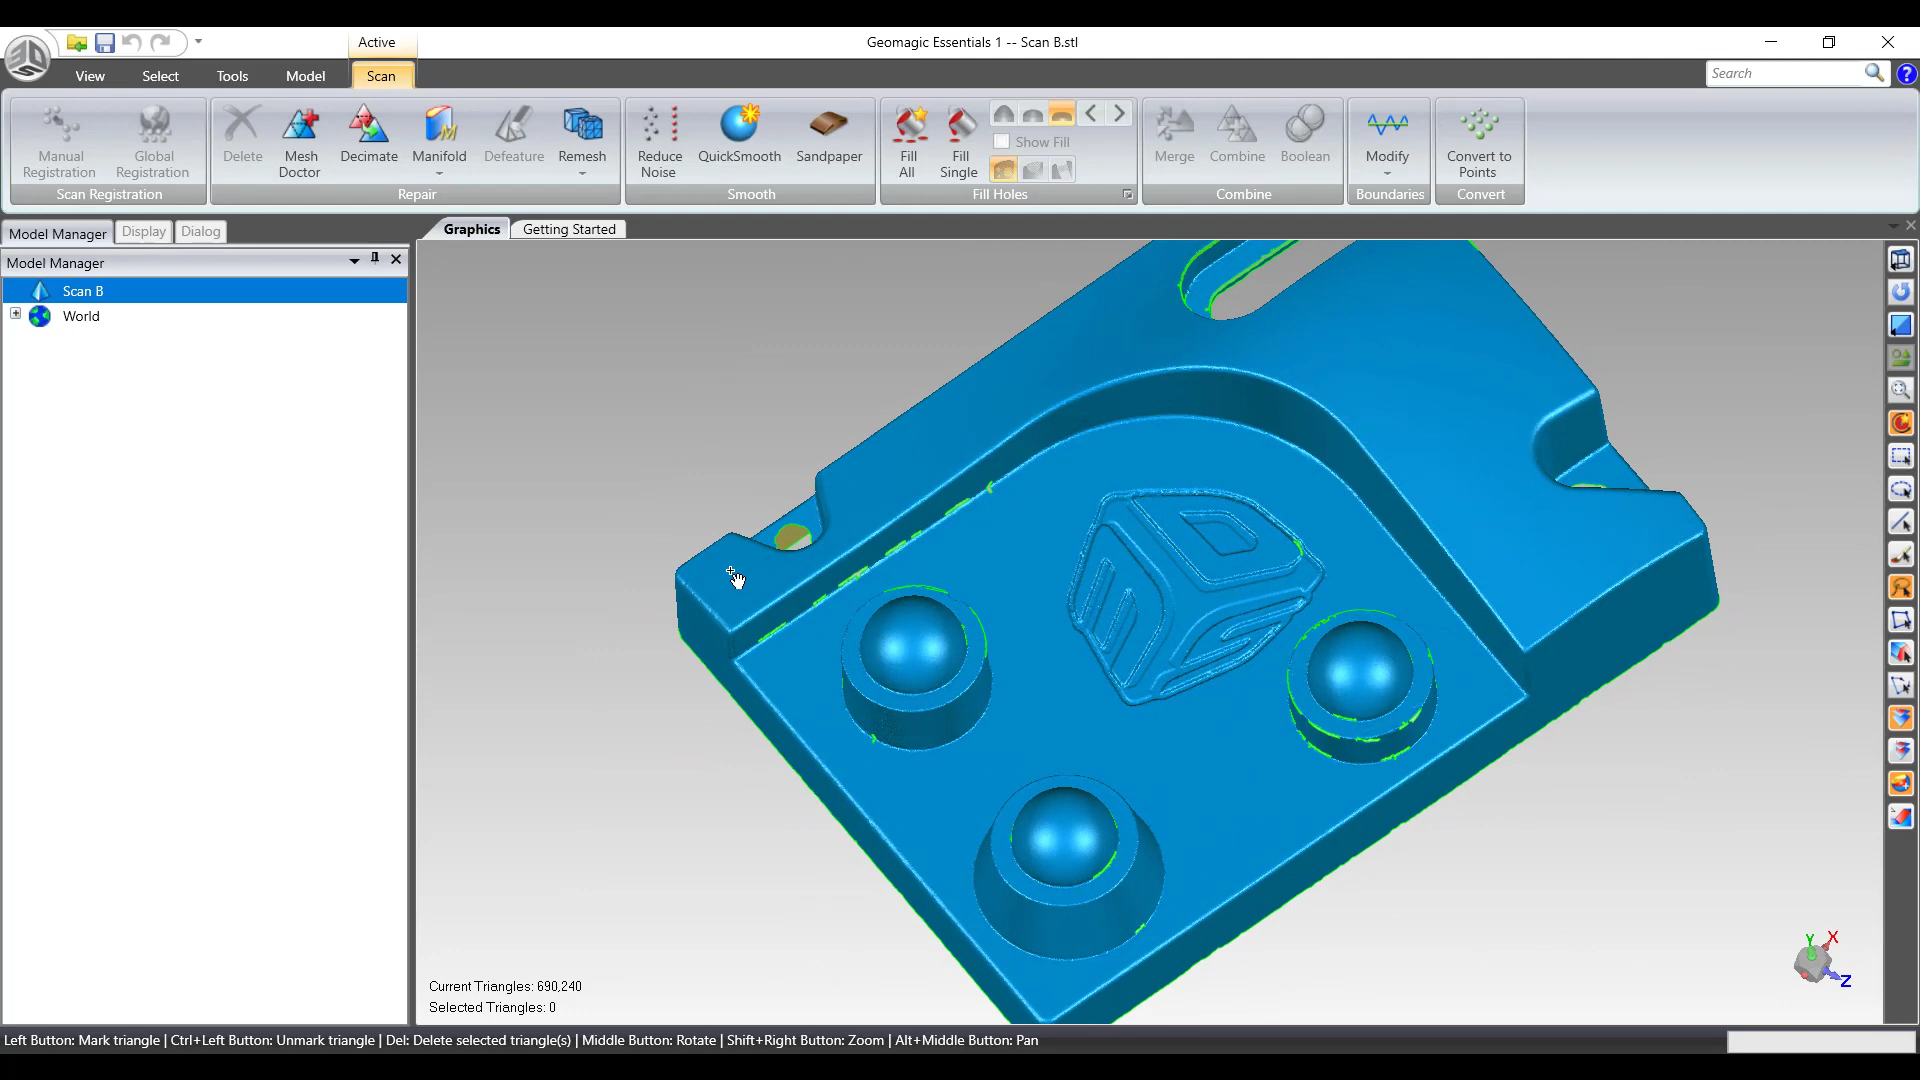 Active
Geomagic Essentials 1 -- Scan B.stl
View
Select
Tools
Model
Scan
Search
Manual
Registration
Global
Registration
Scan Registration
Delete
Mesh
Doctor
Decimate
Manifold
Defeature
Remesh
Repair
Reduce
Noise
QuickSmooth
Sandpaper
Smooth
Fill
All
Fill
Single
Show Fill
Fill Holes
Merge
Combine
Boolean
Combine
Modify
Boundaries
Convert to
Points
Convert
Model Manager
Display
Dialog
Graphics
Getting Started
Model Manager
Scan B
World
Current Triangles: 690,240
Selected Triangles: 0
Y
X
Z
Left Button: Mark triangle | Ctrl+Left Button: Unmark triangle | Del: Delete selected triangle(s) | Middle Button: Rotate | Shift+Right Button: Zoom | Alt+Middle Button: Pan